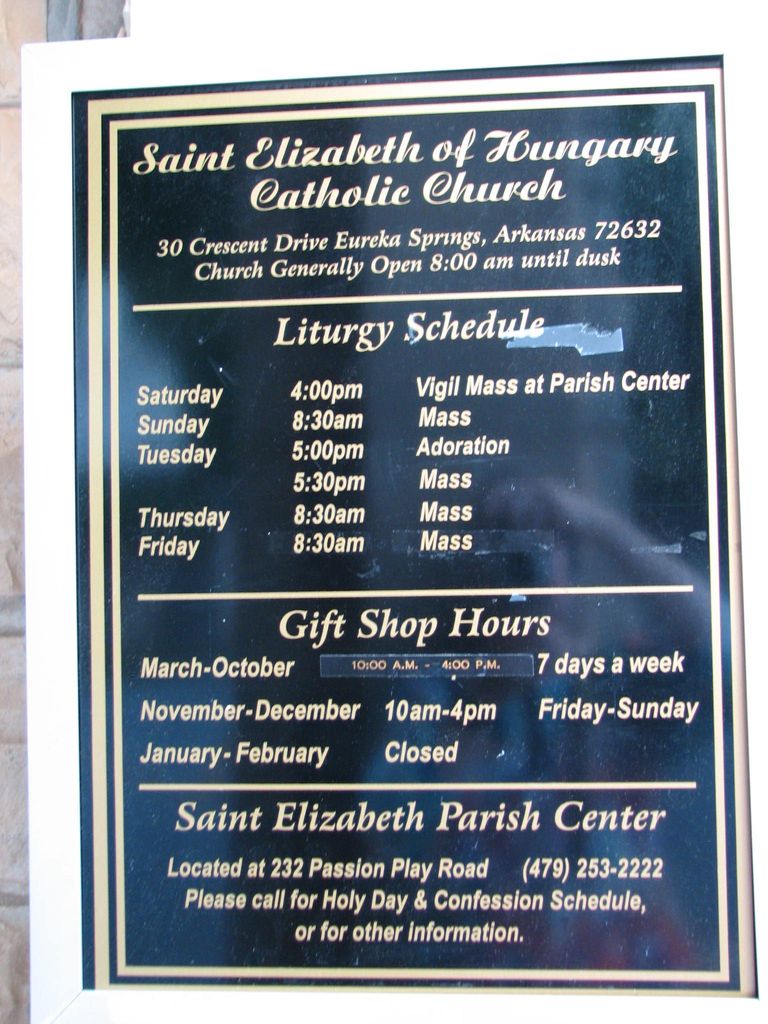 Saint Elizabeth of Hungary
Catholic Church
30 Crescent Drive Eureka Springs, Arkansas 72632
Church Generally Open 8:00 am until dusk
Liturgy Schedule
Saturday 4:00pm Vigil Mass at Parish Center
Sunday 8:30am Mass
Tuesday 5:00pm Adoration
5:30pm Mass
Thursday 8:30am Mass
Friday 8:30am Mass
Gift Shop Hours
March-October 10:00 A.M. - 4:00 P.M. 7 days a week
November-December 10am-4pm Friday-Sunday
January-February Closed
Saint Elizabeth Parish Center
Located at 232 Passion Play Road (479) 253-2222
Please call for Holy Day & Confession Schedule,
or for other information.